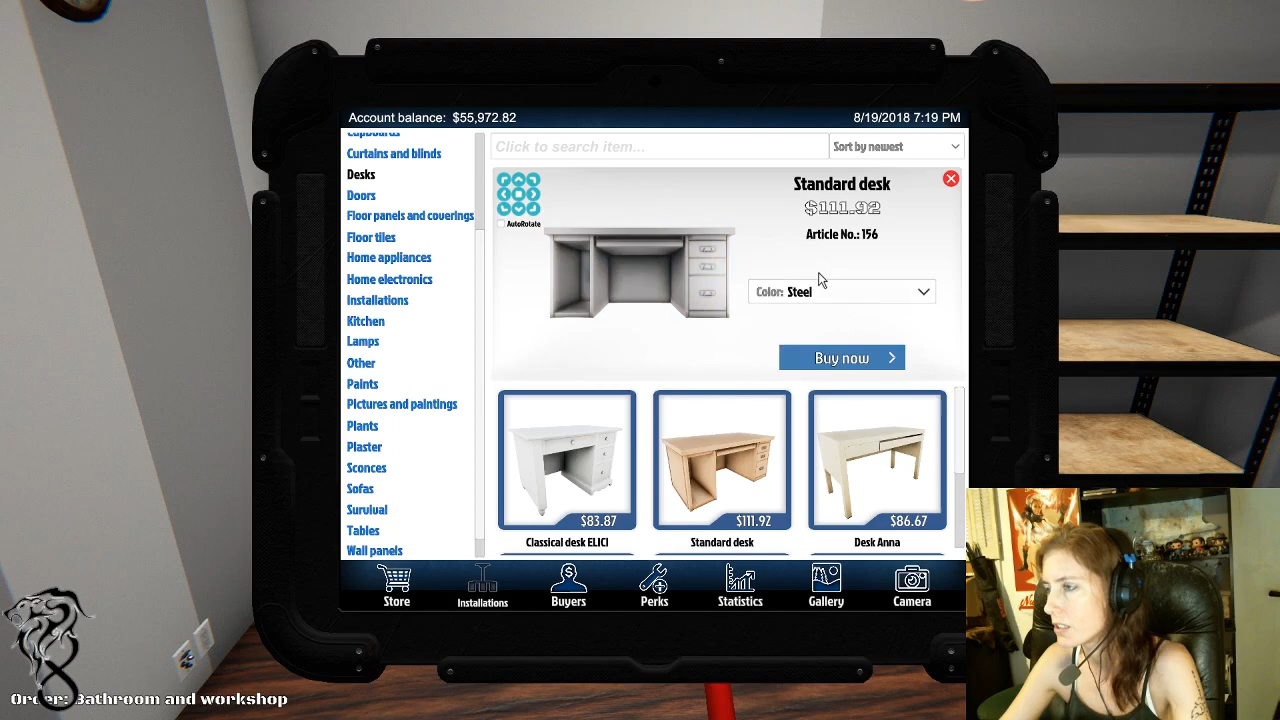 Account balance: $55,972.82
8/19/2018 7:19 PM
Cupboards
Curtains and blinds
Desks
Doors
Floor panels and coverings
Floor tiles
Home appliances
Home electronics
Installations
Kitchen
Lamps
Other
Paints
Pictures and paintings
Plants
Plaster
Sconces
Sofas
Survival
Tables
Wall panels
Click to search item...
Sort by newest
AutoRotate
Standard desk
$111.92
Article No.: 156
Color: Steel
Buy now
$83.87
Classical desk ELICI
$111.92
Standard desk
$86.67
Desk Anna
Store
Installations
Buyers
Perks
Statistics
Gallery
Camera
Order: Bathroom and workshop